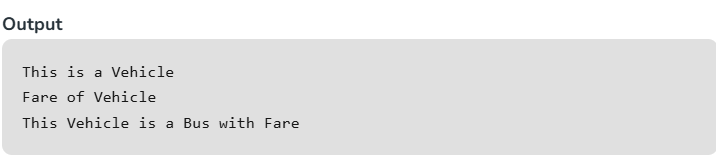 Output
This is a Vehicle
Fare of Vehicle
This Vehicle is a Bus with Fare